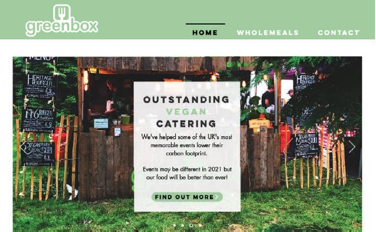 greenbox
HOME WHOLEMEALS CONTACT
OUTSTANDING
VEGAN
CATERING
We've helped some of the UK's most
memorable events lower their
carbon footprint.
Events may be different in 2021 but
our food will be better than ever!
FIND OUT MORE